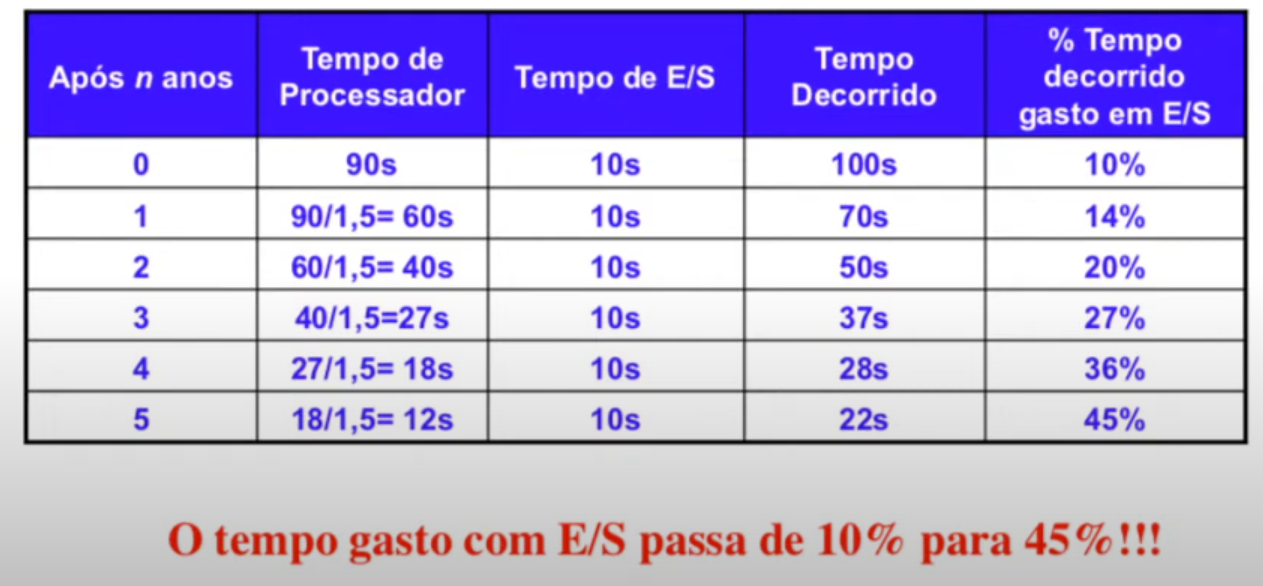 Após n anos | Tempo de Processador | Tempo de E/S | Tempo Decorrido | % Tempo decorrido gasto em E/S
0 | 90s | 10s | 100s | 10%
1 | 90/1,5= 60s | 10s | 70s | 14%
2 | 60/1,5= 40s | 10s | 50s | 20%
3 | 40/1,5=27s | 10s | 37s | 27%
4 | 27/1,5= 18s | 10s | 28s | 36%
5 | 18/1,5= 12s | 10s | 22s | 45%
O tempo gasto com E/S passa de 10% para 45%!!!